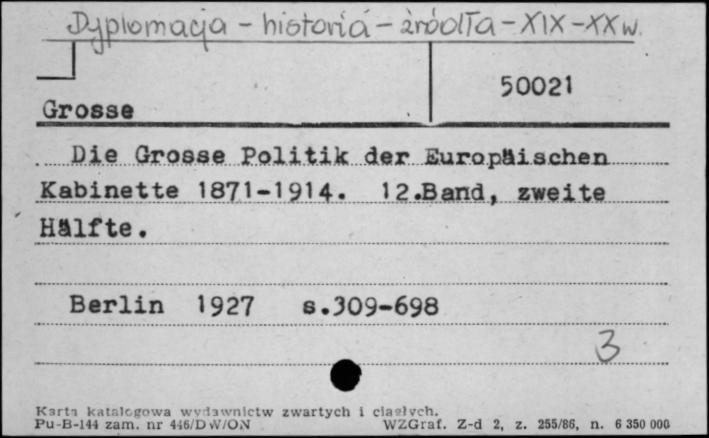 Dyplomacja – historia – źródła – XIX – XX w.
50021
Grosse
Die Grosse Politik der Europäischen
Kabinette 1871-1914. 12.Band, zweite
Hälfte.
Berlin 1927 s.309-698
3
Karta katalogowa wydawnictw zwartych i ciągłych.
Pu-B-144 zam. nr 446/DW/ON WZGraf. Z-d 2, z. 255/86, n. 6 350 000